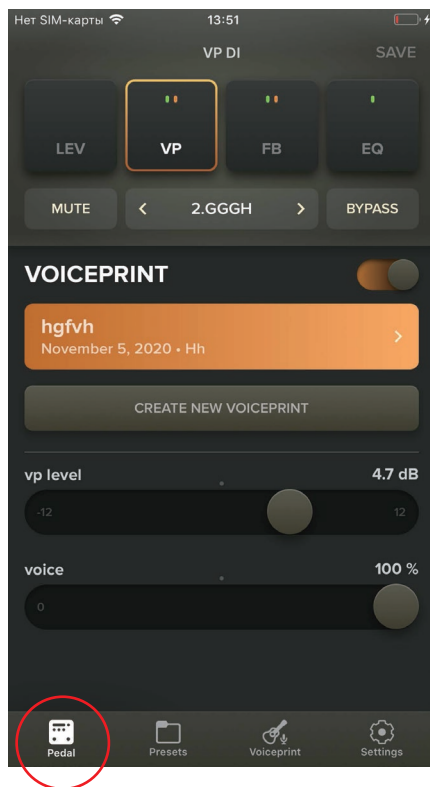 Нет SIM-карты 13:51
VP DI SAVE
LEV VP FB EQ
MUTE < 2.GGGH > BYPASS
VOICEPRINT
hgfvh
November 5, 2020 • Hh
CREATE NEW VOICEPRINT
vp level 4.7 dB
-12 12
voice 100 %
0
Pedal Presets Voiceprint Settings